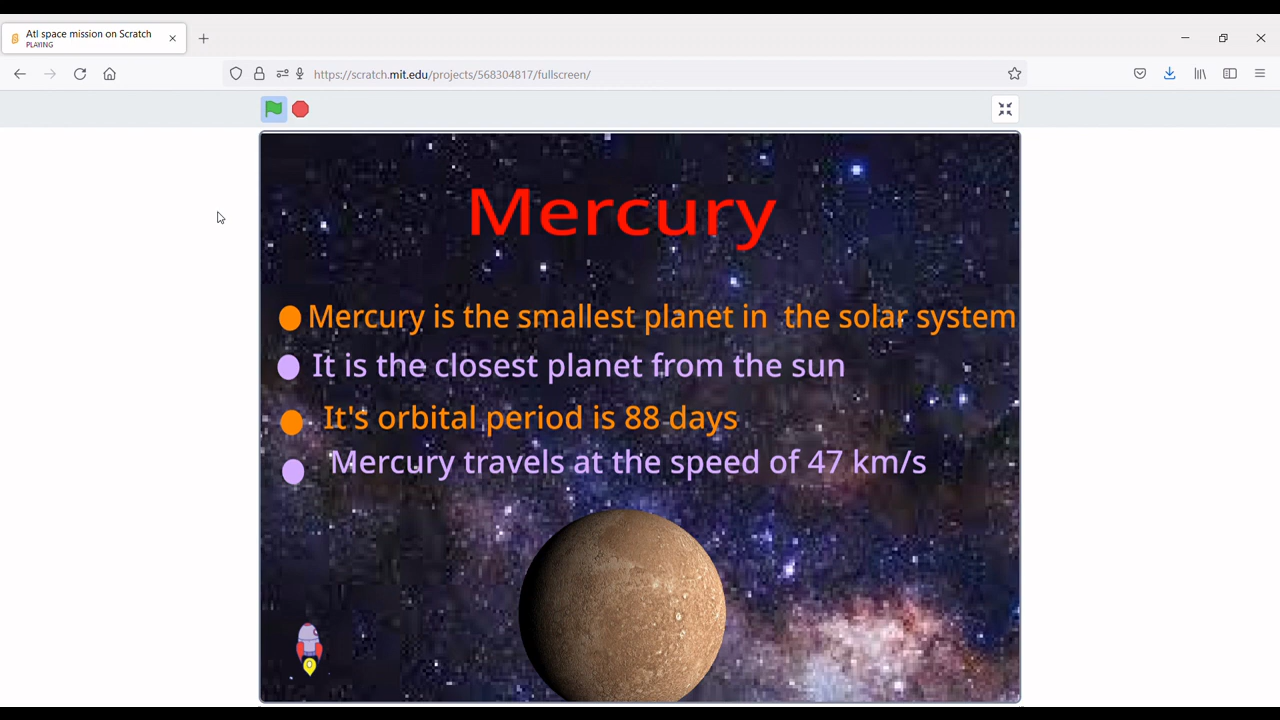 Atl space mission on Scratch
PLAYING
https://scratch.mit.edu/projects/568304817/fullscreen/
Mercury
Mercury is the smallest planet in the solar system
It is the closest planet from the sun
It's orbital period is 88 days
Mercury travels at the speed of 47 km/s